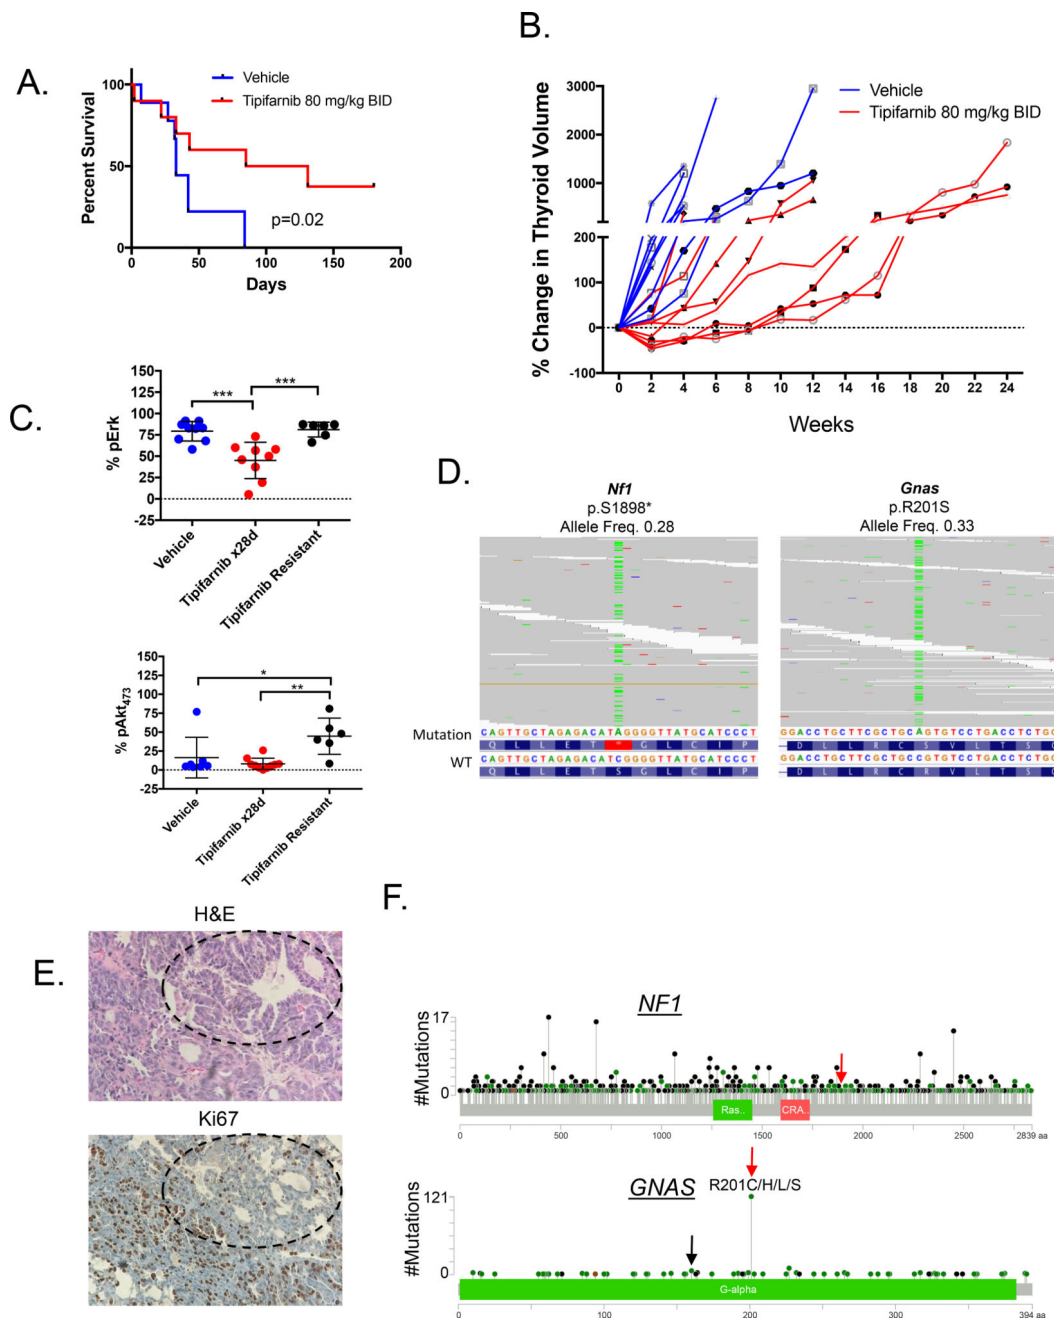 A.
Vehicle
Tipifarnib 80 mg/kg BID
Percent Survival
100
50
0
p=0.02
0 50 100 150 200
Days
B.
Vehicle
Tipifarnib 80 mg/kg BID
% Change in Thyroid Volume
3000
2000
1000
200
100
0
-100
0 2 4 6 8 10 12 14 16 18 20 22 24
Weeks
C.
% pErk
150
125
100
75
50
25
0
-25
*** ***
Vehicle
Tipifarnib x28d
Tipifarnib Resistant
% pAkt473
150
125
100
75
50
25
0
-25
*
**
Vehicle
Tipifarnib x28d
Tipifarnib Resistant
D.
Nf1
p.S1898*
Allele Freq. 0.28
Gnas
p.R201S
Allele Freq. 0.33
Mutation
CAGTTGCTAGAGACATAGGGGTTATGCATCCCT
Q L L E T * G L C I P
WT
CAGTTGCTAGAGACATCGGGGTTATGCATCCCT
Q L L E T S G L C I P
GGACCTGCTTCGCTGCAGTGTCCTGACCTCTGC
D L L R C S V L T S
GGACCTGCTTCGCTGCCGTGTCCTGACCTCTGC
D L L R C R V L T S
E.
H&E
Ki67
F.
NF1
#Mutations
17
0
Ras.. CRA..
0 500 1000 1500 2000 2500 2839 aa
GNAS
R201C/H/L/S
#Mutations
121
0
G-alpha
0 100 200 300 394 aa